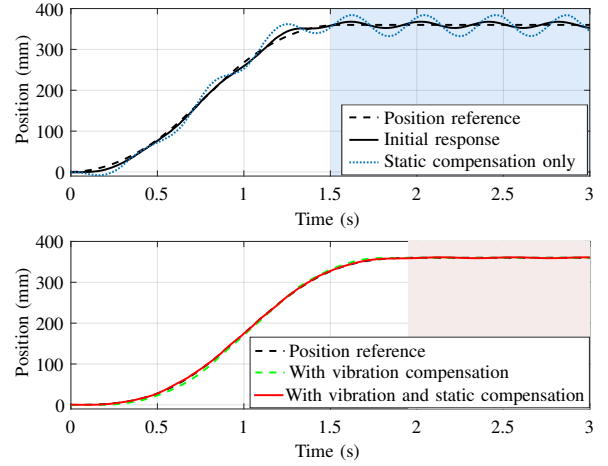 400
300
200
100
0
Position (mm)
Position reference
Initial response
Static compensation only
0 0.5 1 1.5 2 2.5 3
Time (s)
400
300
200
100
0
Position (mm)
Position reference
With vibration compensation
With vibration and static compensation
0 0.5 1 1.5 2 2.5 3
Time (s)